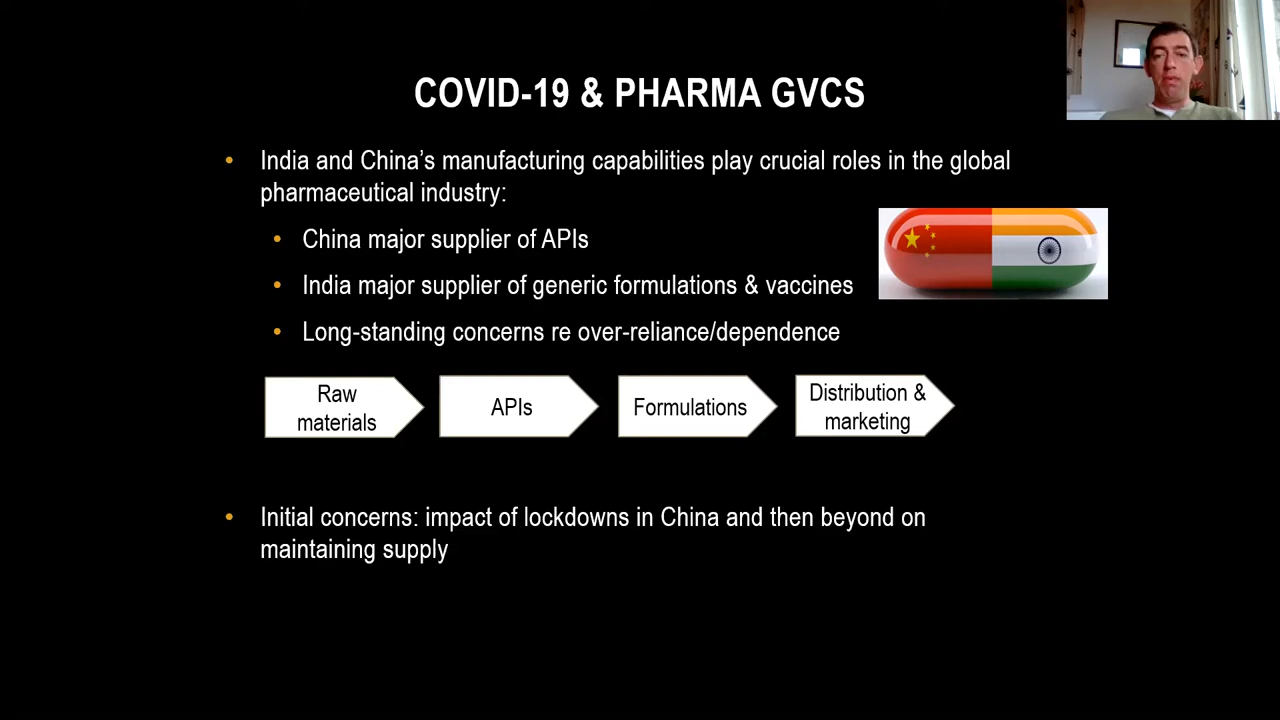 COVID-19 & PHARMA GVCS
• India and China’s manufacturing capabilities play crucial roles in the global
pharmaceutical industry:
• China major supplier of APIs
• India major supplier of generic formulations & vaccines
• Long-standing concerns re over-reliance/dependence
Raw
materials
APIs
Formulations
Distribution &
marketing
• Initial concerns: impact of lockdowns in China and then beyond on
maintaining supply